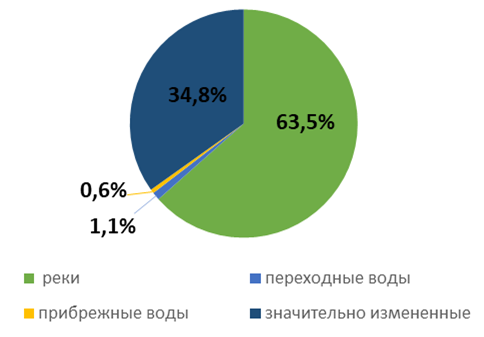 34,8%
63,5%
0,6%
1,1%
реки
переходные воды
прибрежные воды
значительно измененные